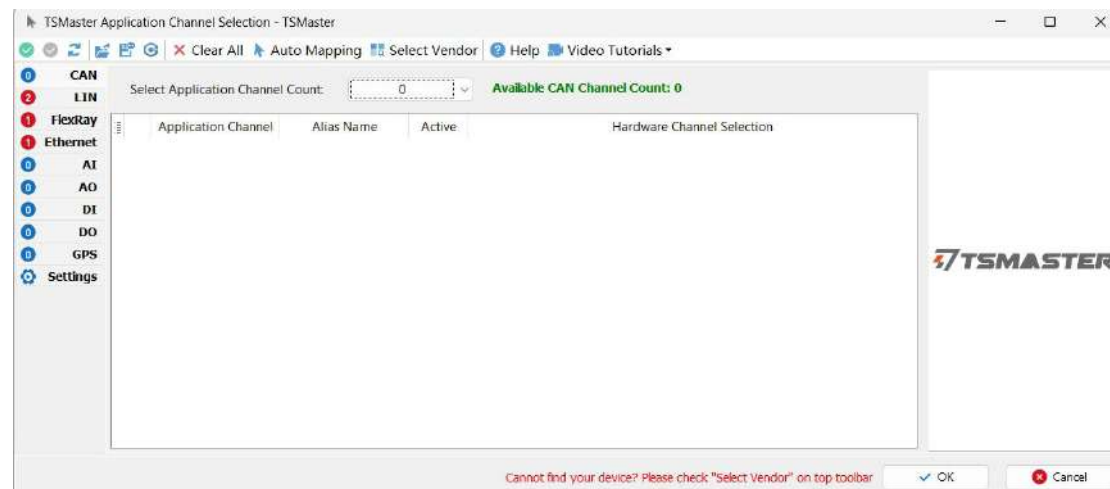 TSMaster Application Channel Selection - TSMaster
Clear All Auto Mapping Select Vendor Help Video Tutorials
0 CAN
2 LIN
1 FlexRay
1 Ethernet
0 AI
0 AO
0 DI
0 DO
0 GPS
Settings
Select Application Channel Count: 0 Available CAN Channel Count: 0
Application Channel Alias Name Active Hardware Channel Selection
TSMASTER
Cannot find your device? Please check "Select Vendor" on top toolbar OK Cancel